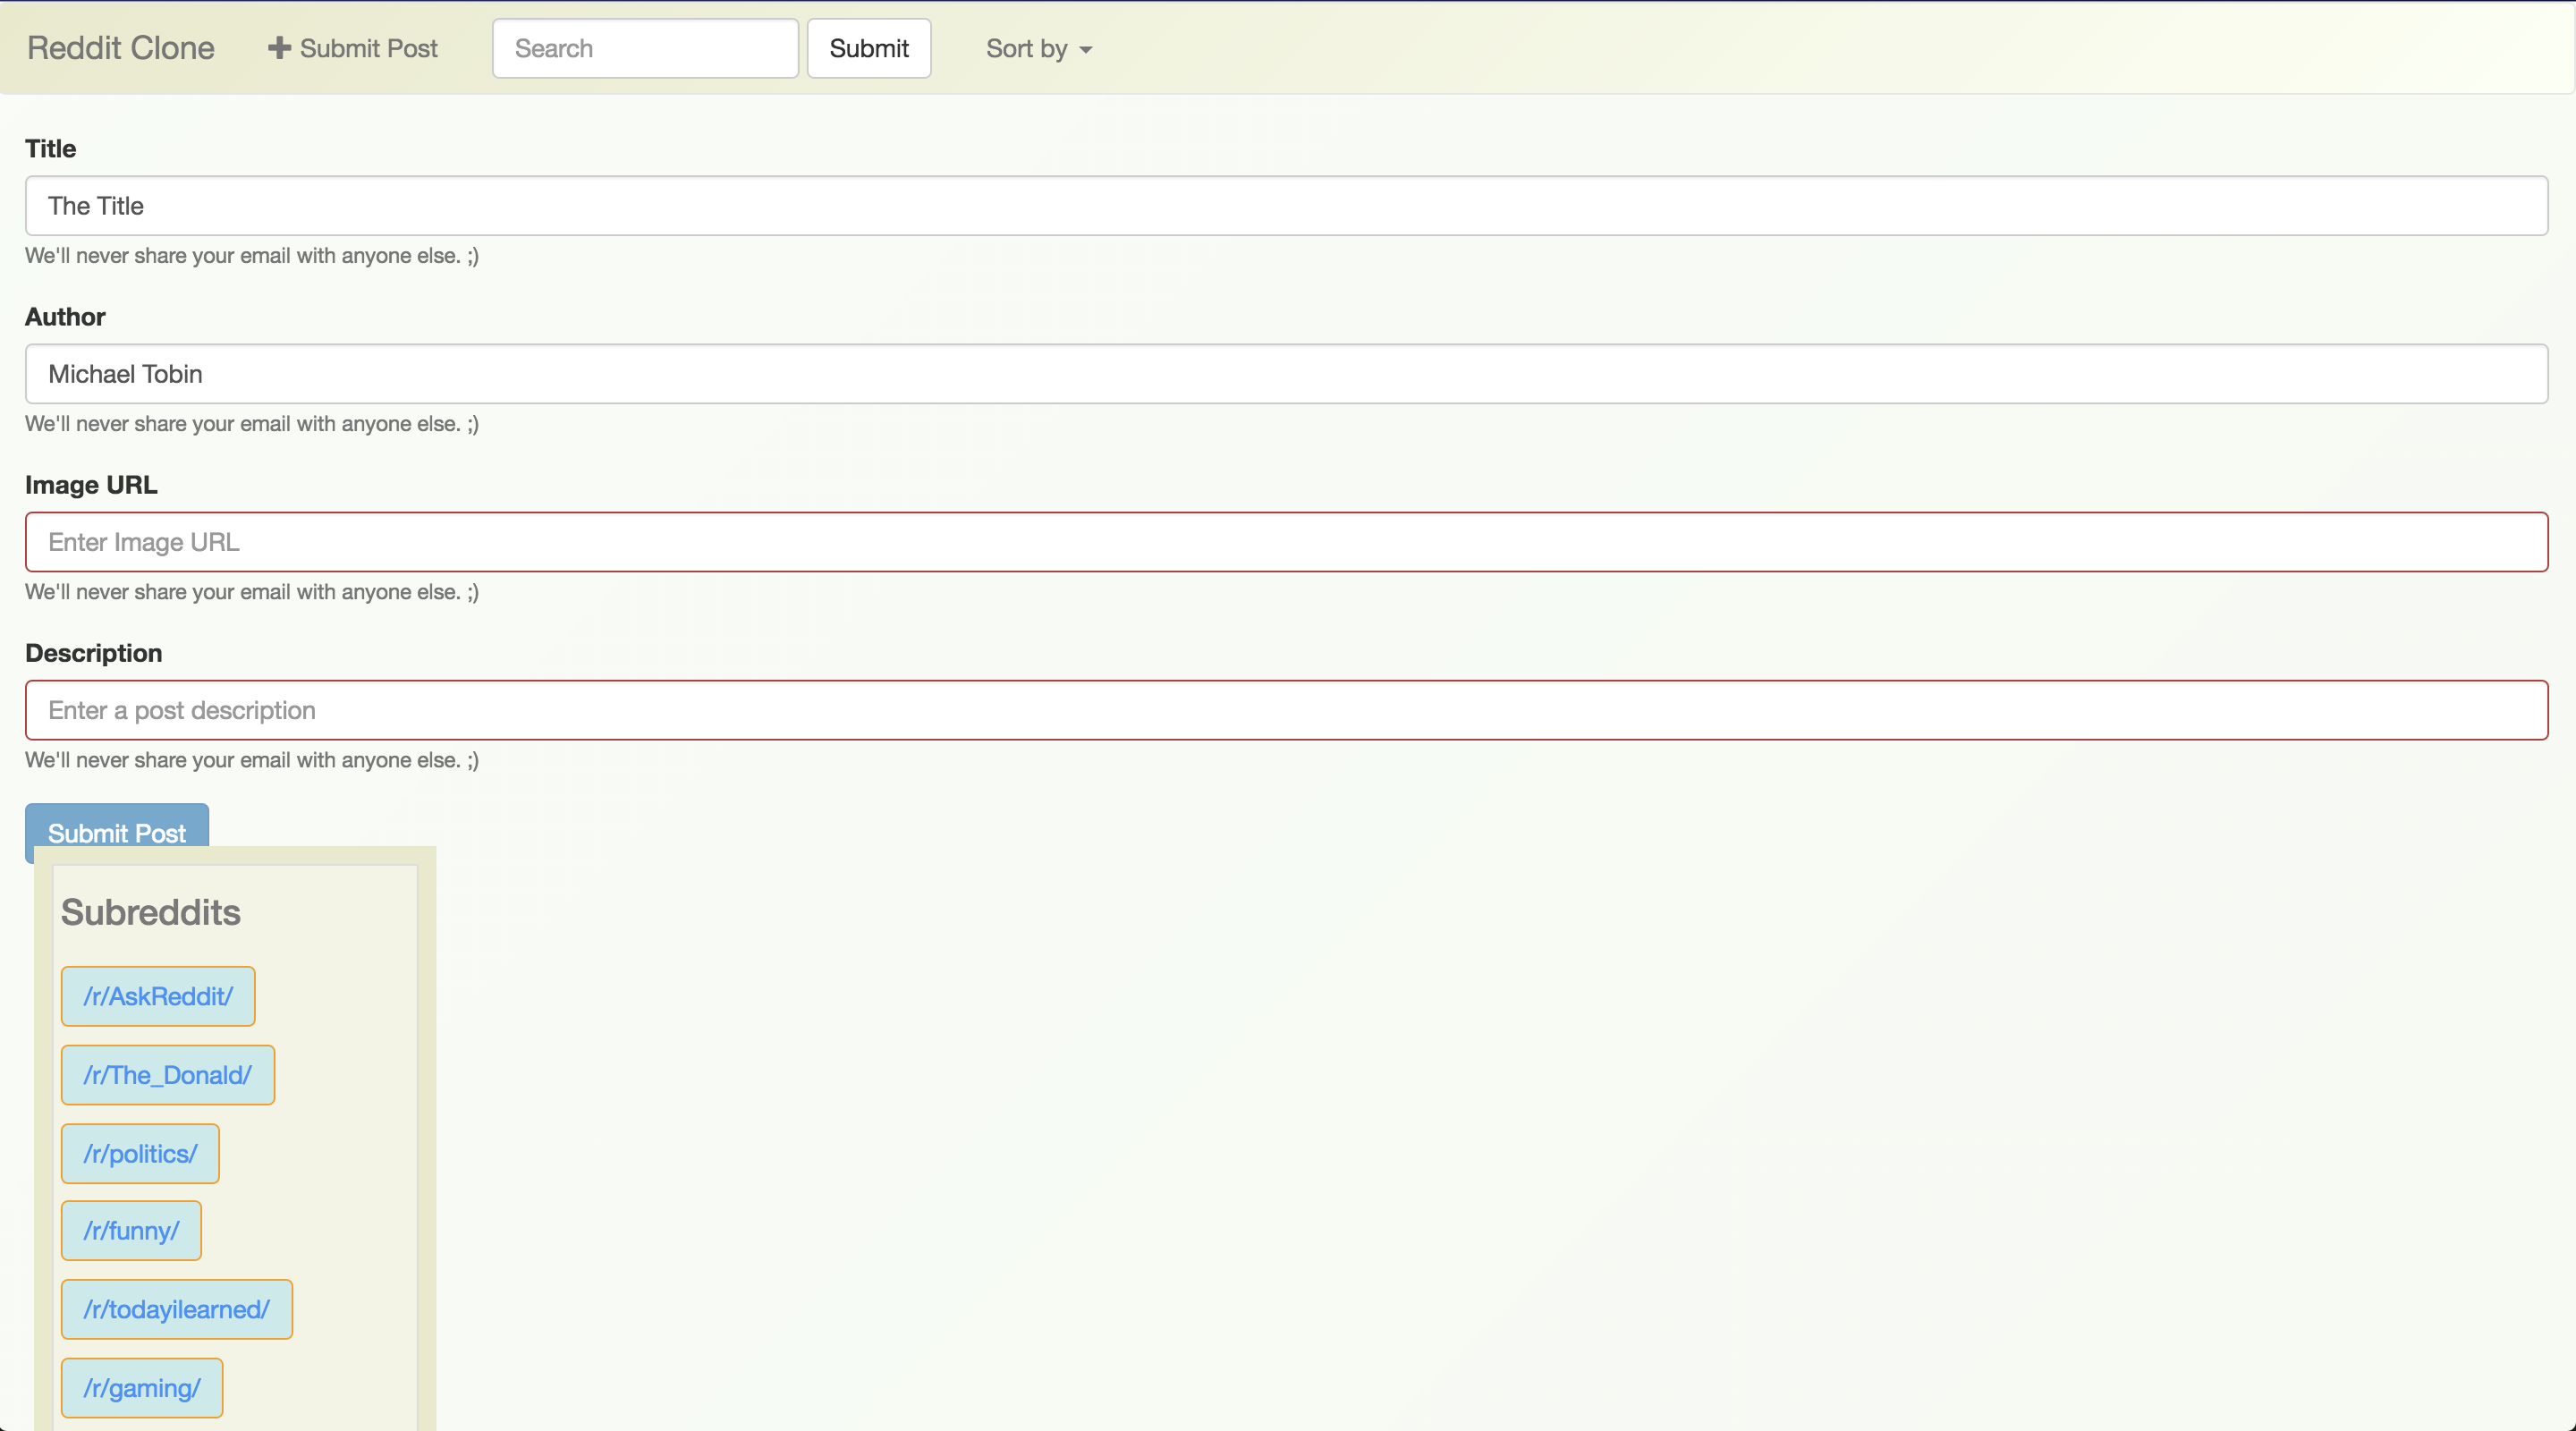 Reddit Clone Submit Post Search Submit Sort by
Title
The Title
We'll never share your email with anyone else. ;)
Author
Michael Tobin
We'll never share your email with anyone else. ;)
Image URL
Enter Image URL
We'll never share your email with anyone else. ;)
Description
Enter a post description
We'll never share your email with anyone else. ;)
Submit Post
Subreddits
/r/AskReddit/
/r/The_Donald/
/r/politics/
/r/funny/
/r/todayilearned/
/r/gaming/